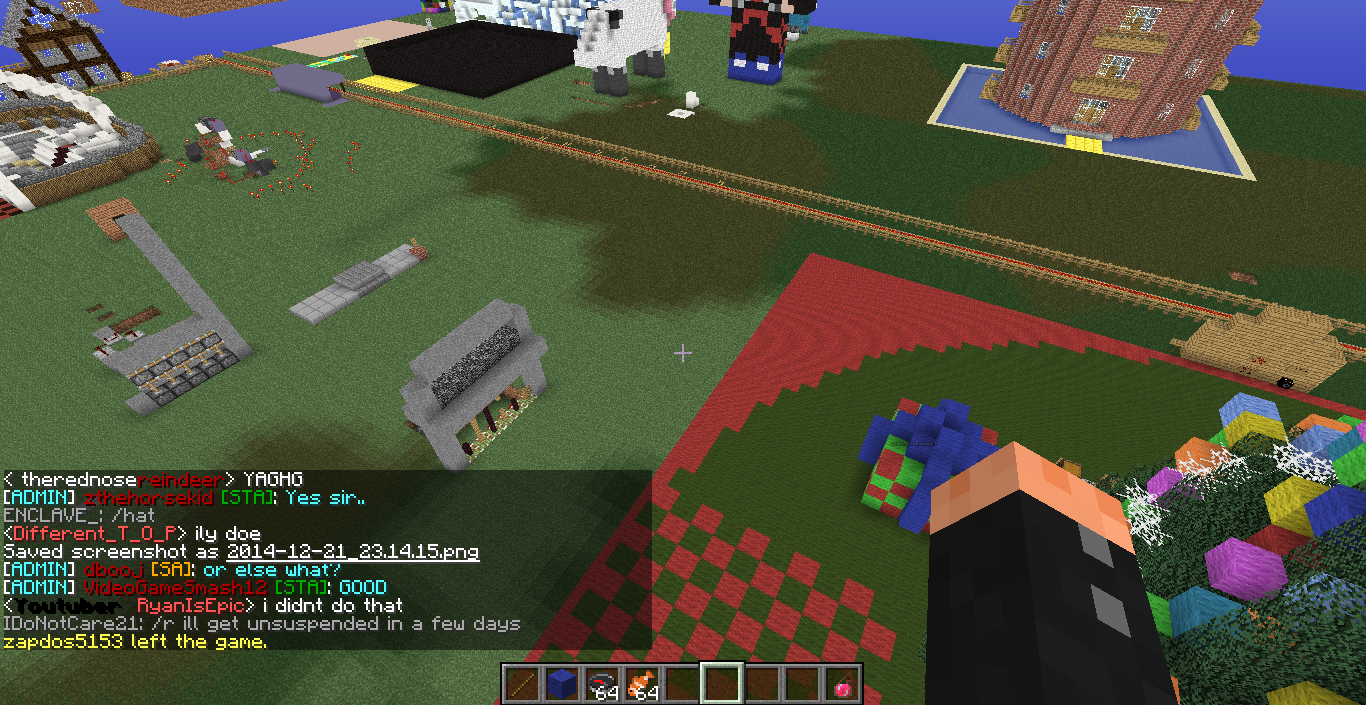 < therednosereindeer> YAGHG
[ADMIN] zthehorsekid [STA]: Yes sir..
ENCLAVE_: /hat
<Different_T_O_P> ily doe
Saved screenshot as 2014-12-21_23.14.15.png
[ADMIN] dbooj [SA]: or else what?
[ADMIN] VideoGameSmash12 [STA]: GOOD
<Youtuber RyanIsEpic> i didnt do that
IDoNotCare21: /r ill get unsuspended in a few days
zapdos5153 left the game.
64 64